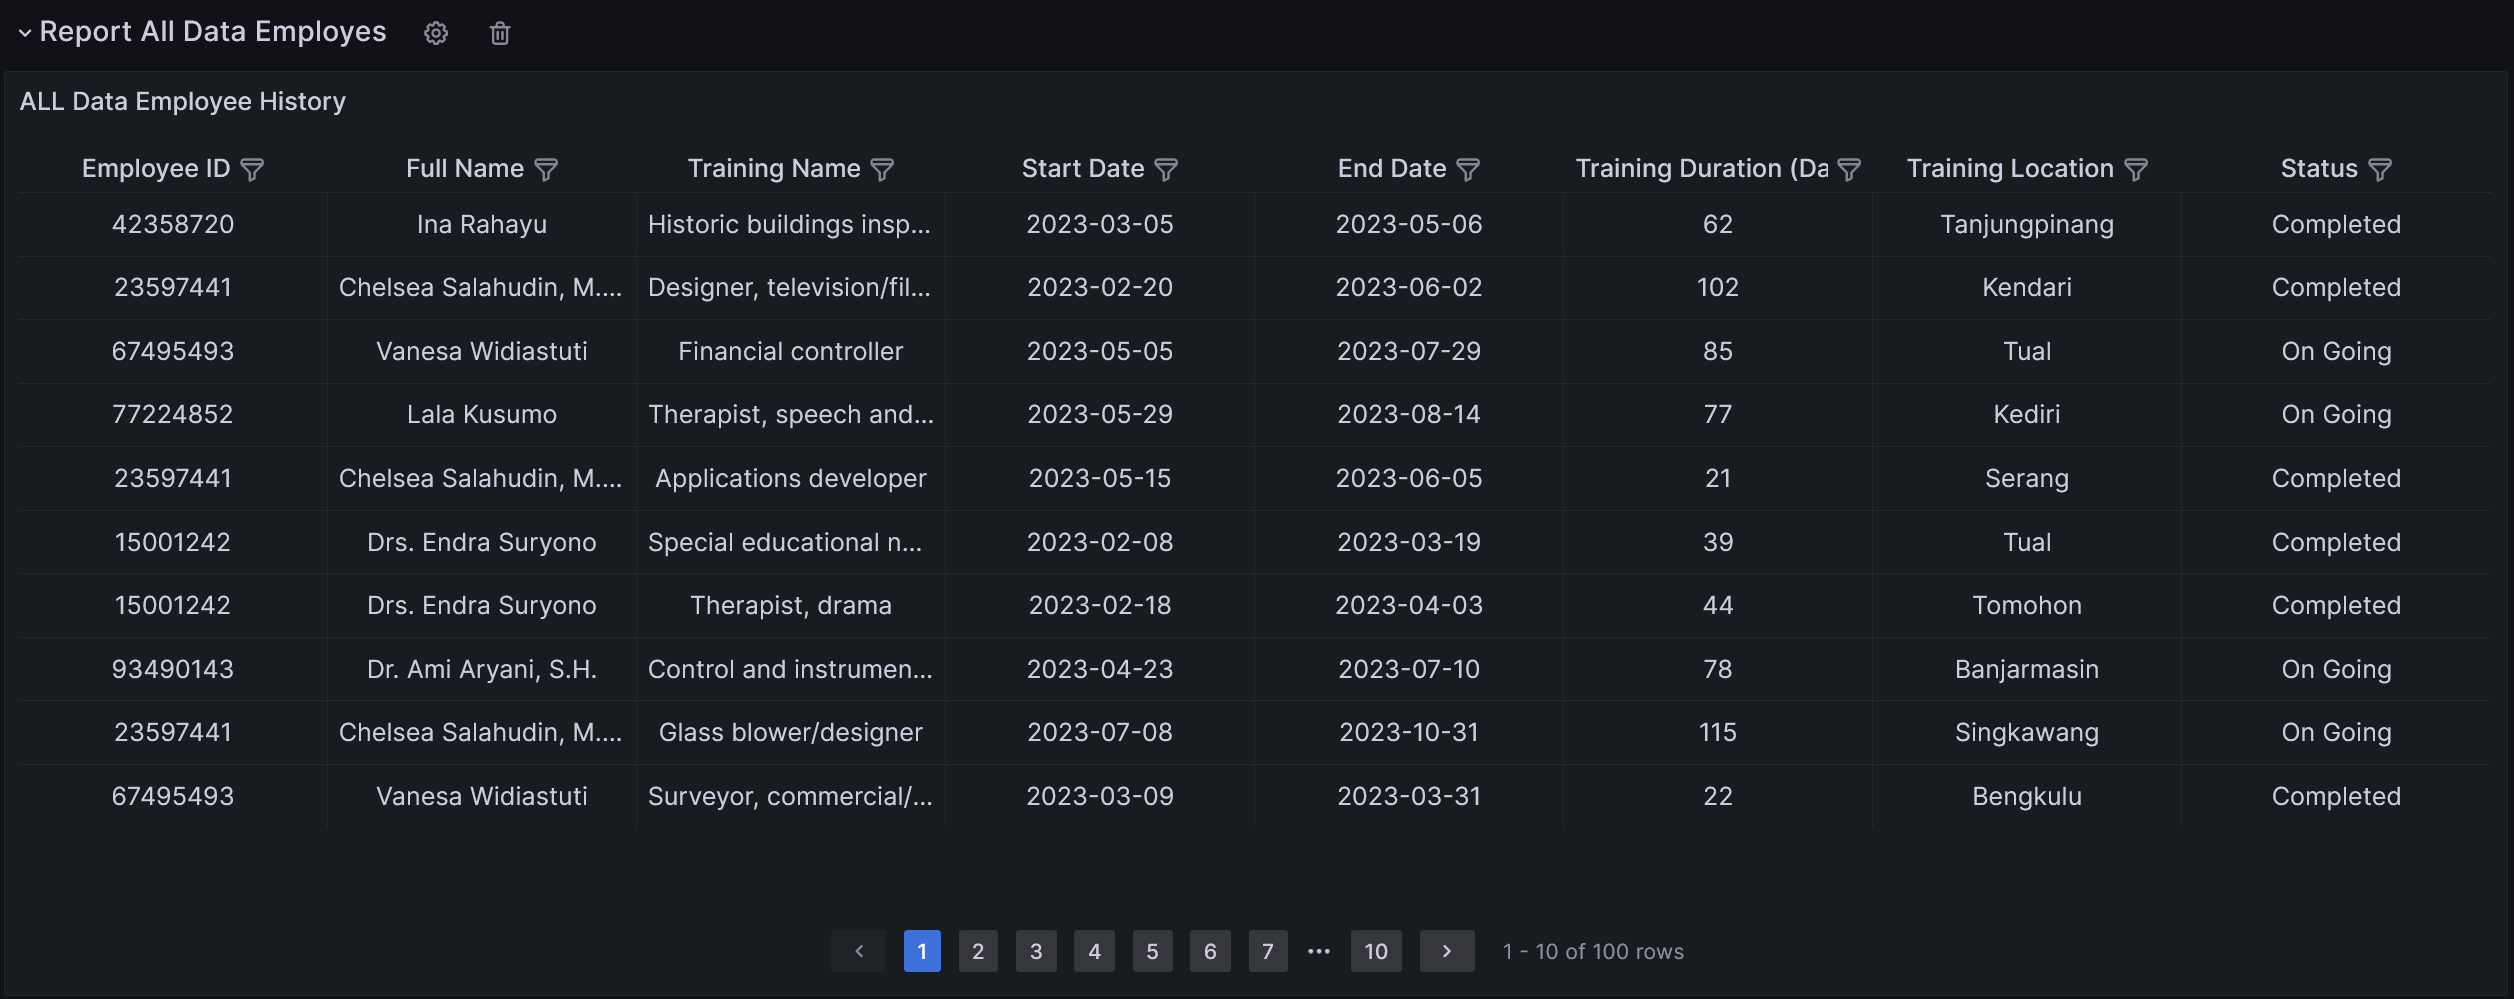 Report All Data Employes
ALL Data Employee History
Employee ID Full Name Training Name Start Date End Date Training Duration (Da Training Location Status
42358720 Ina Rahayu Historic buildings insp... 2023-03-05 2023-05-06 62 Tanjungpinang Completed
23597441 Chelsea Salahudin, M.... Designer, television/fil... 2023-02-20 2023-06-02 102 Kendari Completed
67495493 Vanesa Widiastuti Financial controller 2023-05-05 2023-07-29 85 Tual On Going
77224852 Lala Kusumo Therapist, speech and... 2023-05-29 2023-08-14 77 Kediri On Going
23597441 Chelsea Salahudin, M.... Applications developer 2023-05-15 2023-06-05 21 Serang Completed
15001242 Drs. Endra Suryono Special educational n... 2023-02-08 2023-03-19 39 Tual Completed
15001242 Drs. Endra Suryono Therapist, drama 2023-02-18 2023-04-03 44 Tomohon Completed
93490143 Dr. Ami Aryani, S.H. Control and instrumen... 2023-04-23 2023-07-10 78 Banjarmasin On Going
23597441 Chelsea Salahudin, M.... Glass blower/designer 2023-07-08 2023-10-31 115 Singkawang On Going
67495493 Vanesa Widiastuti Surveyor, commercial/... 2023-03-09 2023-03-31 22 Bengkulu Completed
1 2 3 4 5 6 7 ... 10 1 - 10 of 100 rows